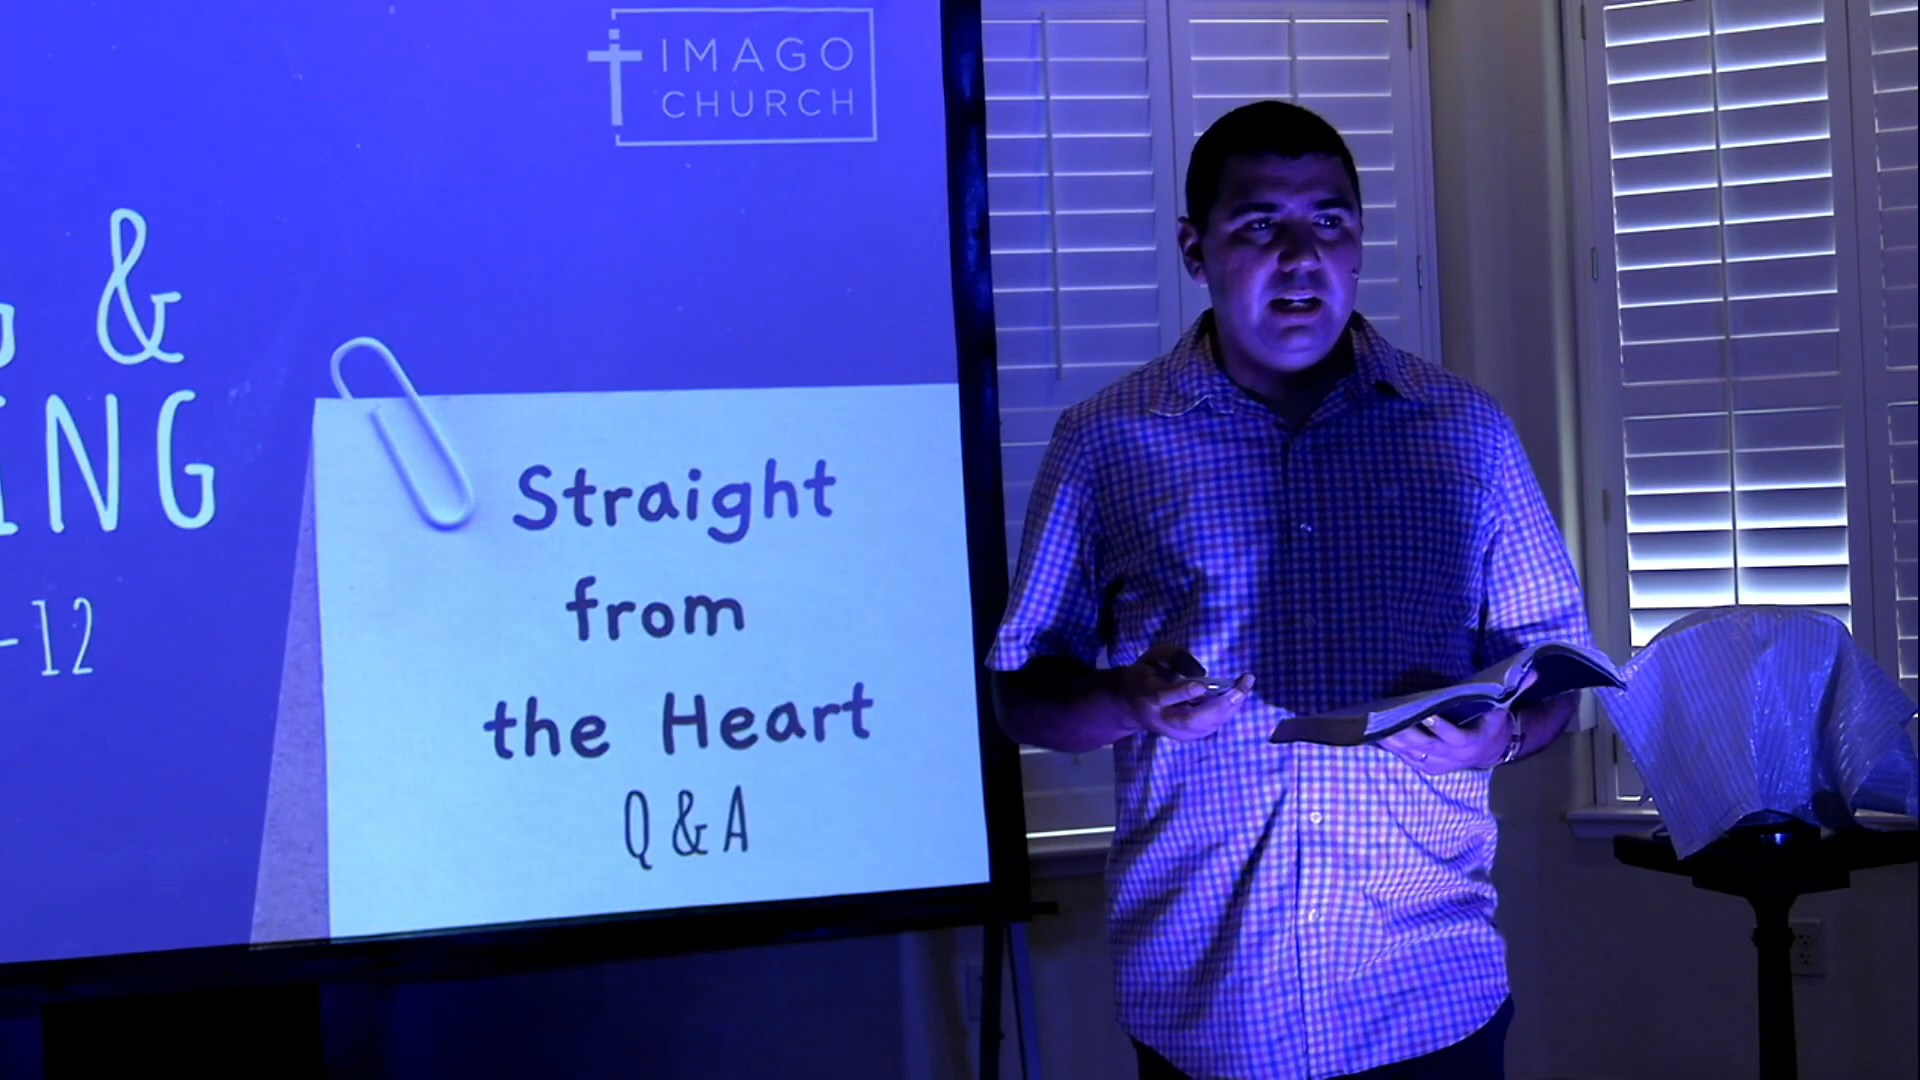 IMAGO
CHURCH
&
ING
-12
Straight
from
the Heart
Q & A